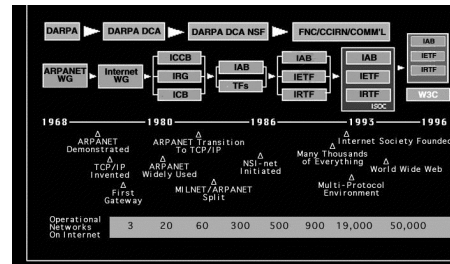 DARPA DARPA DCA DARPA DCA NSF FNC/CCIRN/COMM'L
ARPANET WG
Internet WG
ICCB
IRG
ICB
IAB
TFs
IAB
IETF
IRTF
IAB
IETF
IRTF
ISOC
IAB
IETF
IRTF
W3C
1968 1980 1986 1993 1996
ARPANET
Demonstrated
TCP/IP
Invented
First
Gateway
ARPANET
Widely Used
ARPANET Transition
To TCP/IP
MILNET/ARPANET
Split
NSI-net
Initiated
Many Thousands
of Everything
Multi-Protocol
Environment
Internet Society Founded
World Wide Web
Operational
Networks
On Internet
3 20 60 300 500 900 19,000 50,000